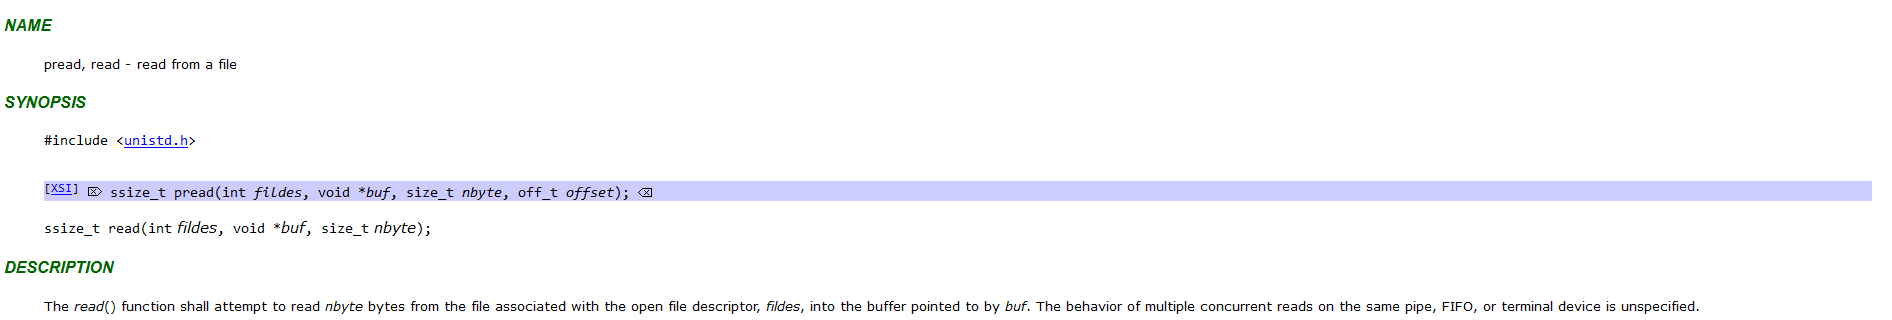 NAME
pread, read - read from a file
SYNOPSIS
#include <unistd.h>
[XSI] ⌦ ssize_t pread(int fildes, void *buf, size_t nbyte, off_t offset); ⌫
ssize_t read(int fildes, void *buf, size_t nbyte);
DESCRIPTION
The read() function shall attempt to read nbyte bytes from the file associated with the open file descriptor, fildes, into the buffer pointed to by buf. The behavior of multiple concurrent reads on the same pipe, FIFO, or terminal device is unspecified.